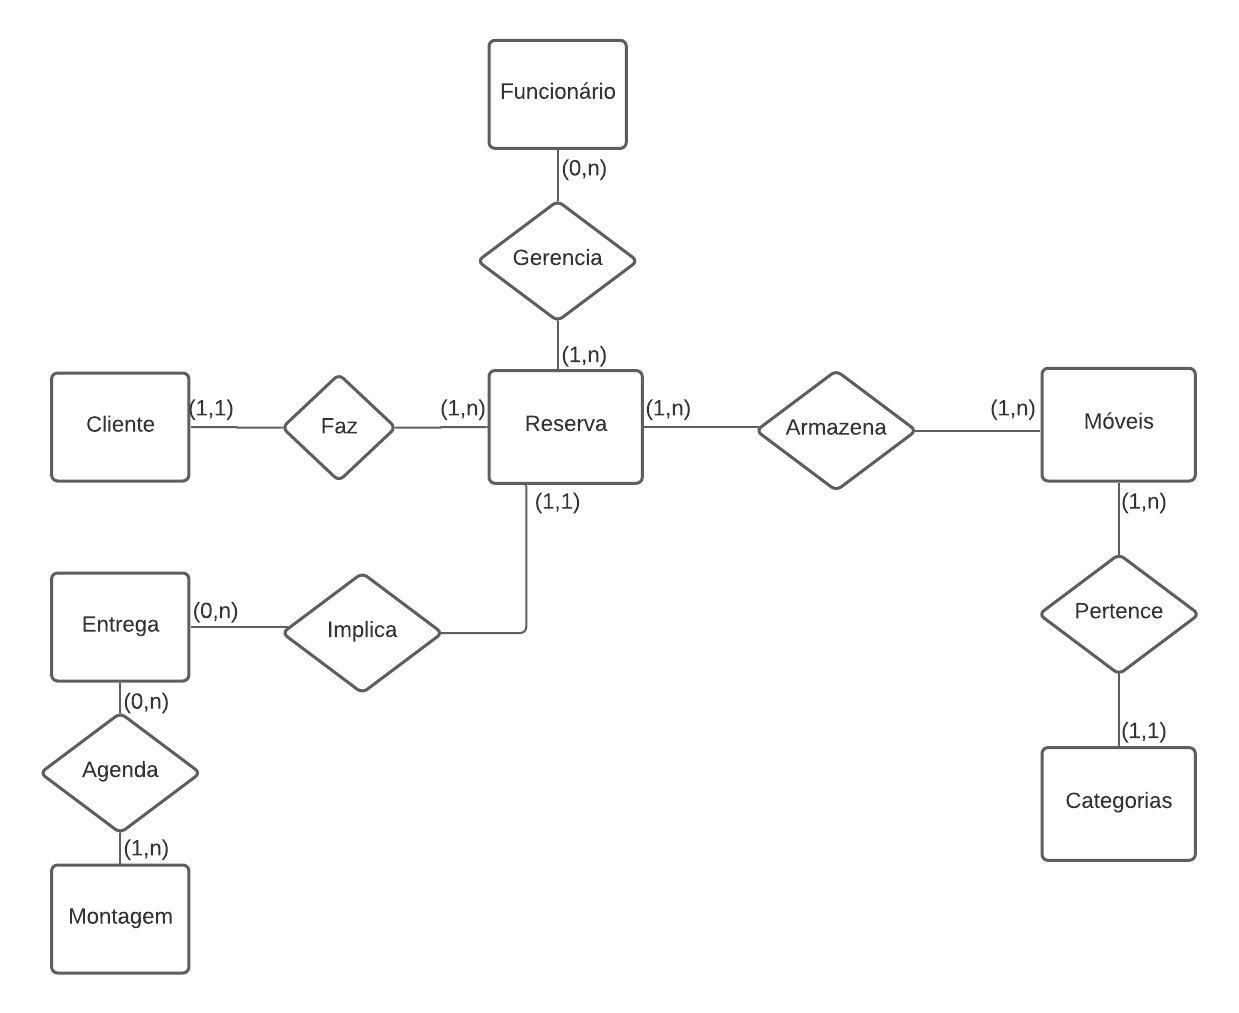 Funcionário
(0,n)
Gerencia
(1,n)
Cliente
(1,1)
Faz
(1,n)
Reserva
(1,n)
Armazena
(1,n)
Móveis
(1,1)
(1,n)
Entrega
(0,n)
Implica
Pertence
(0,n)
(1,1)
Agenda
Categorias
(1,n)
Montagem